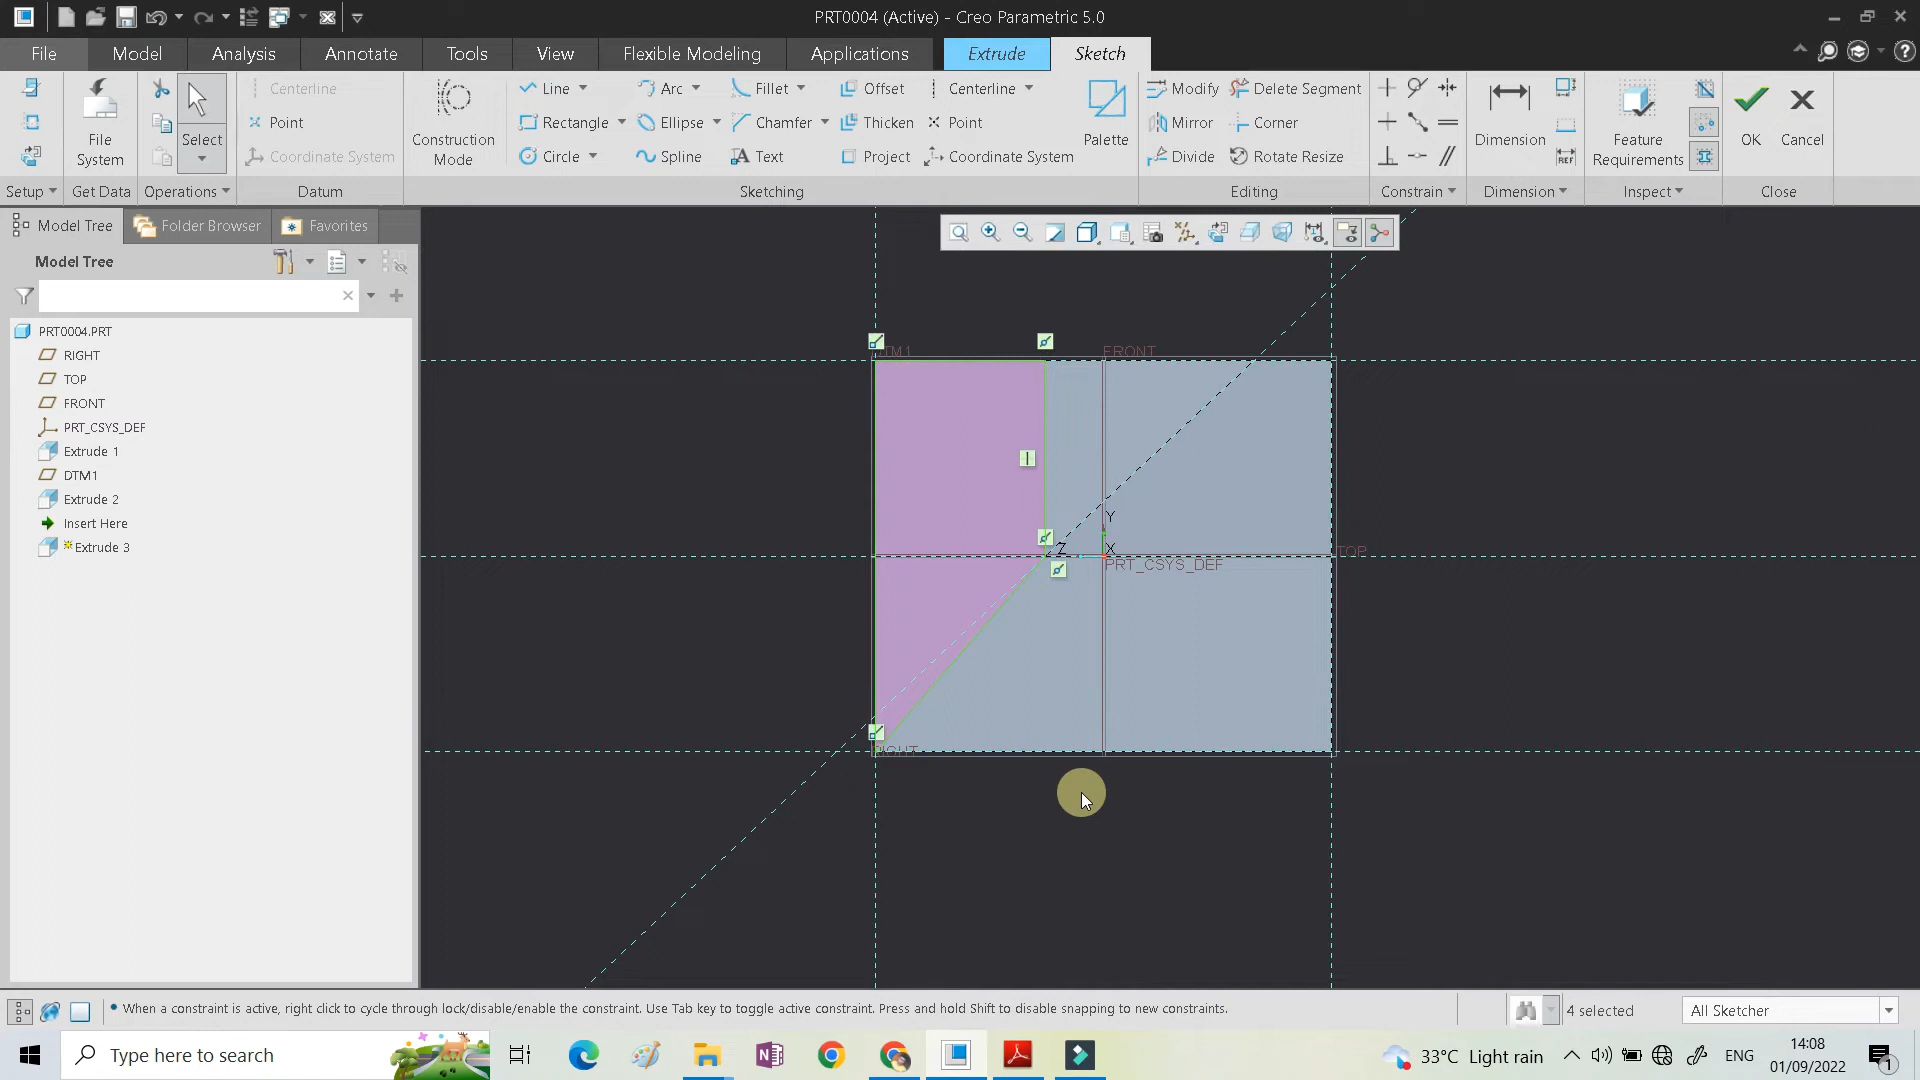 PRT0004 (Active) - Creo Parametric 5.0
File Model Analysis Annotate Tools View Flexible Modeling Applications Extrude Sketch
File System
Select
Centerline
Point
Coordinate System
Construction Mode
Line Arc Fillet Offset Centerline
Rectangle Ellipse Chamfer Thicken Point
Circle Spline Text Project Coordinate System
Palette
Modify Delete Segment
Mirror Corner
Divide Rotate Resize
Dimension
Feature Requirements
OK Cancel
Setup Get Data Operations Datum Sketching Editing Constrain Dimension Inspect Close
Model Tree Folder Browser Favorites
Model Tree
PRT0004.PRT
RIGHT
TOP
FRONT
PRT_CSYS_DEF
Extrude 1
DTM1
Extrude 2
Insert Here
Extrude 3
DTM1
FRONT
Y
Z
X
TOP
PRT_CSYS_DEF
RIGHT
When a constraint is active, right click to cycle through lock/disable/enable the constraint. Use Tab key to toggle active constraint. Press and hold Shift to disable snapping to new constraints.
4 selected
All Sketcher
Type here to search
33°C Light rain
ENG
14:08
01/09/2022
1